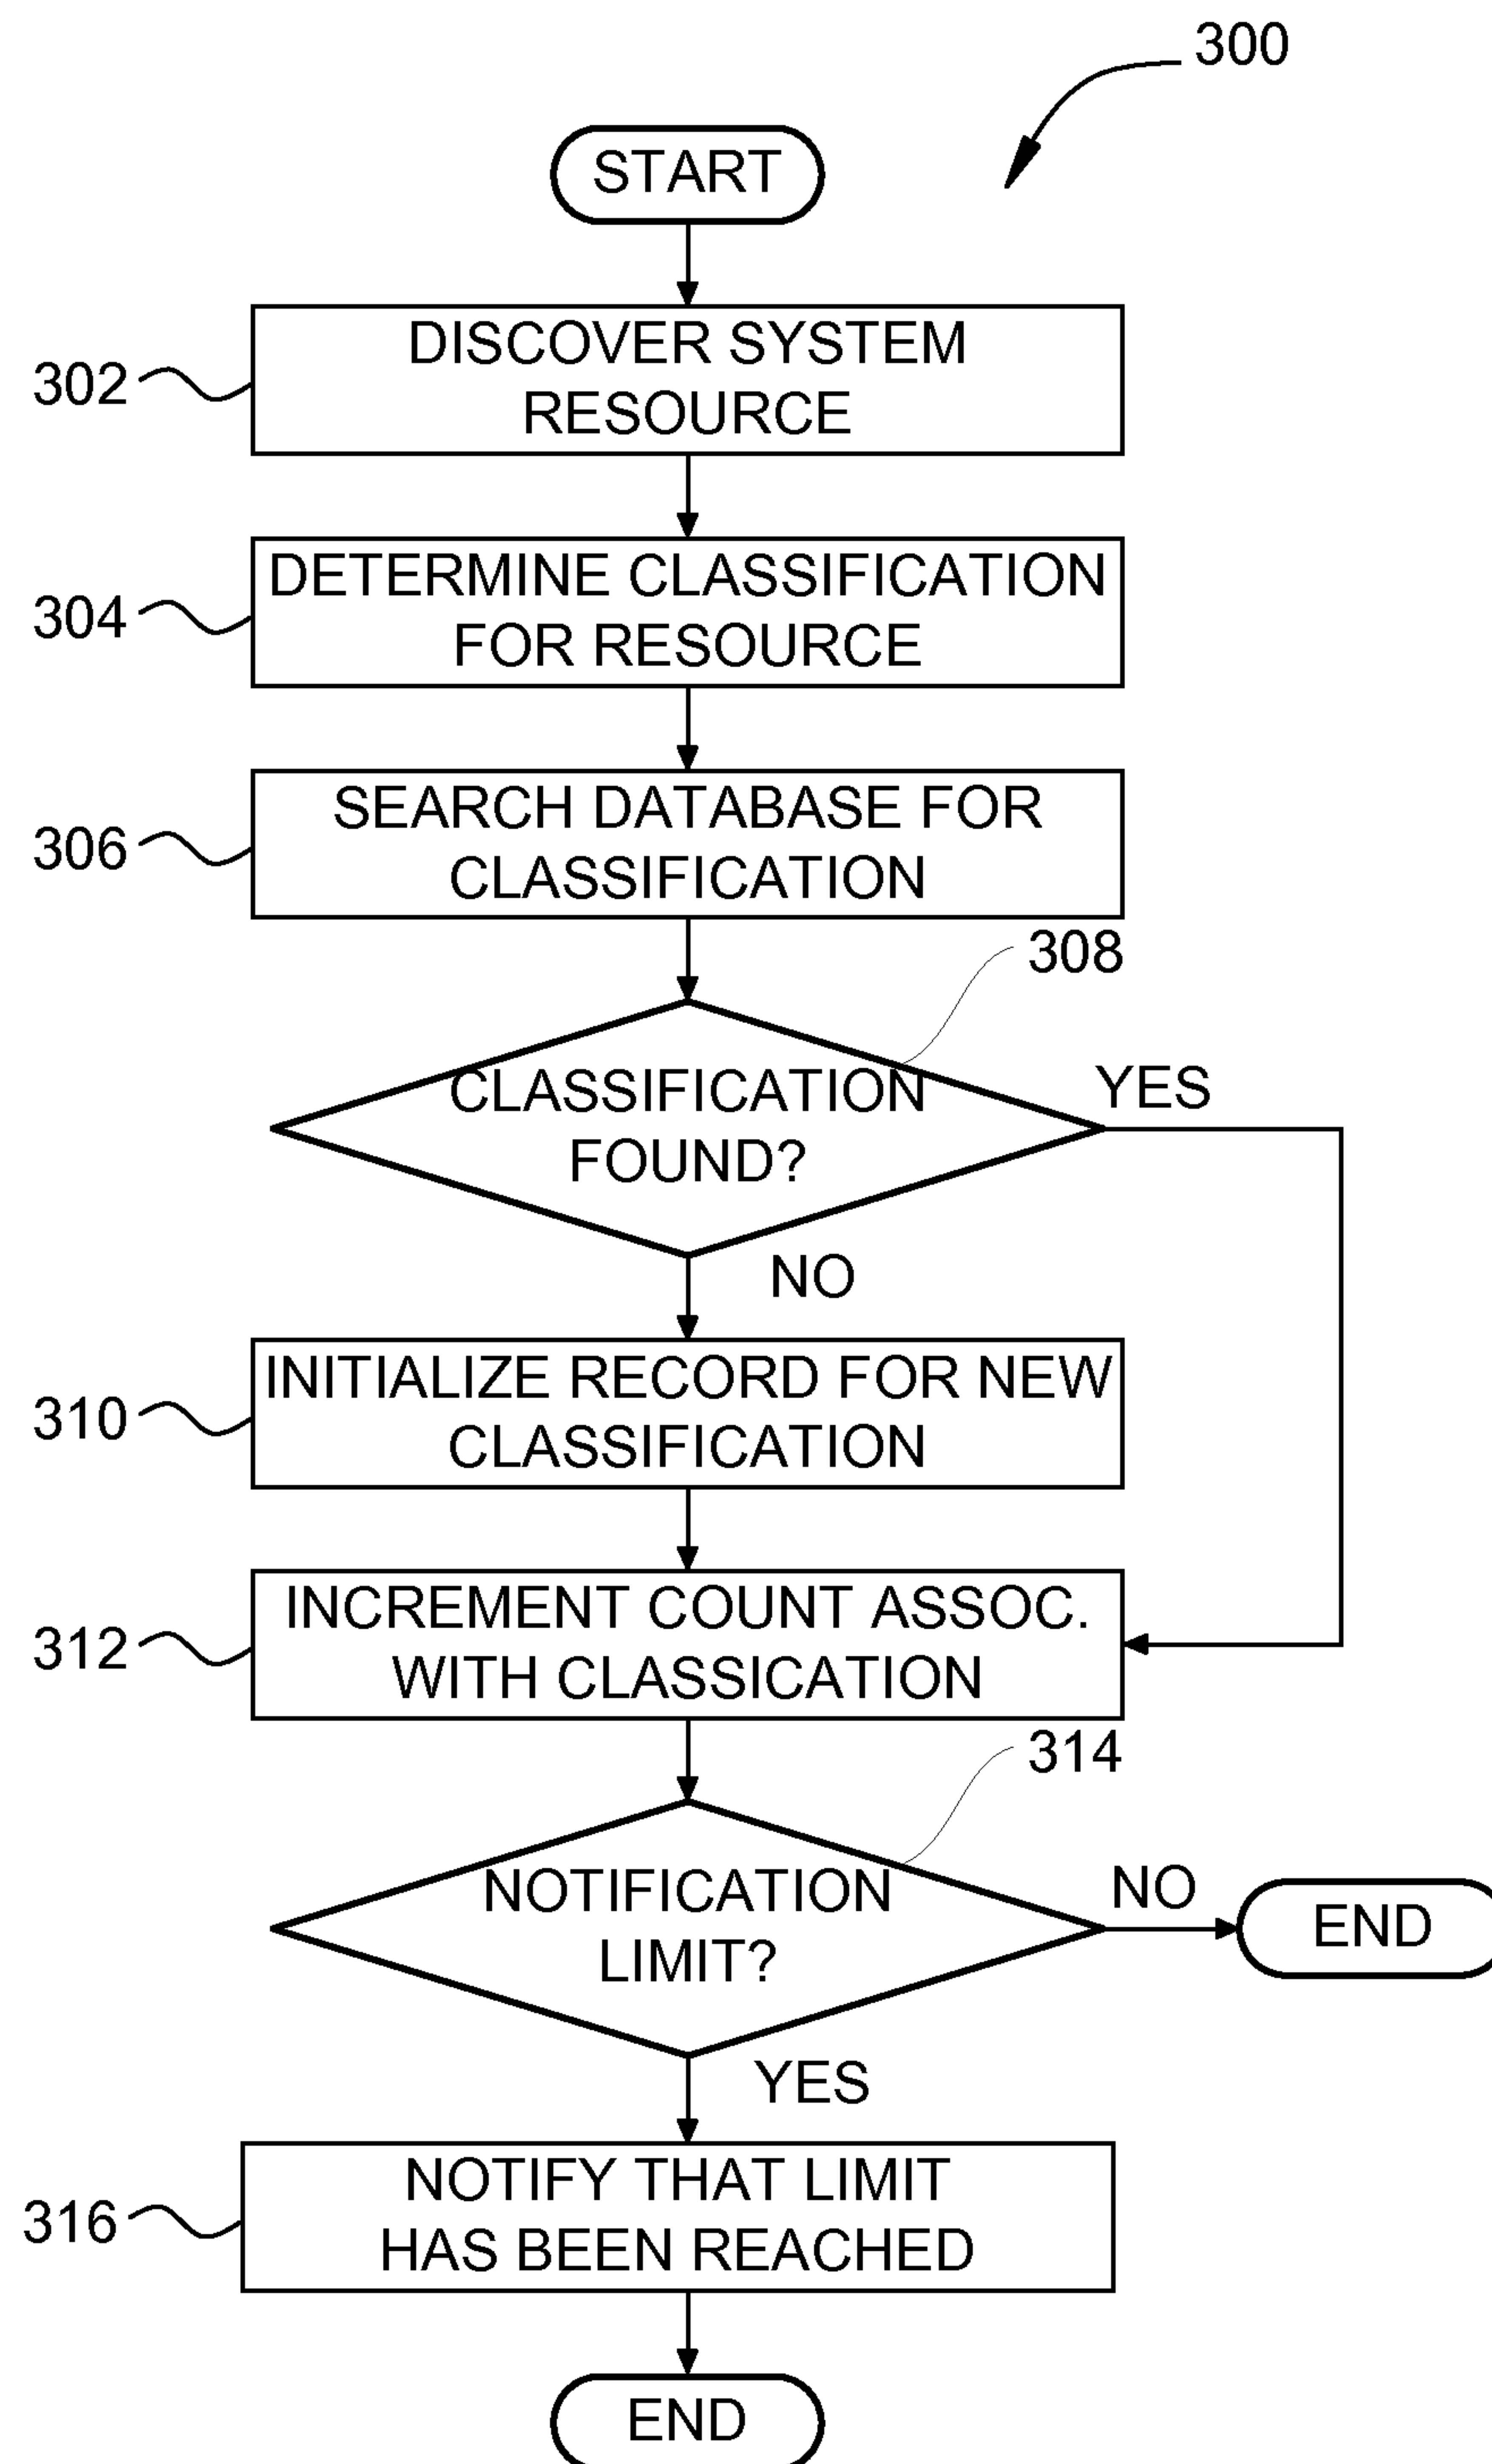 300
START
302
DISCOVER SYSTEM
RESOURCE
304
DETERMINE CLASSIFICATION
FOR RESOURCE
306
SEARCH DATABASE FOR
CLASSIFICATION
308
CLASSIFICATION
FOUND?
YES
NO
310
INITIALIZE RECORD FOR NEW
CLASSIFICATION
312
INCREMENT COUNT ASSOC.
WITH CLASSICATION
314
NOTIFICATION
LIMIT?
NO
END
YES
316
NOTIFY THAT LIMIT
HAS BEEN REACHED
END